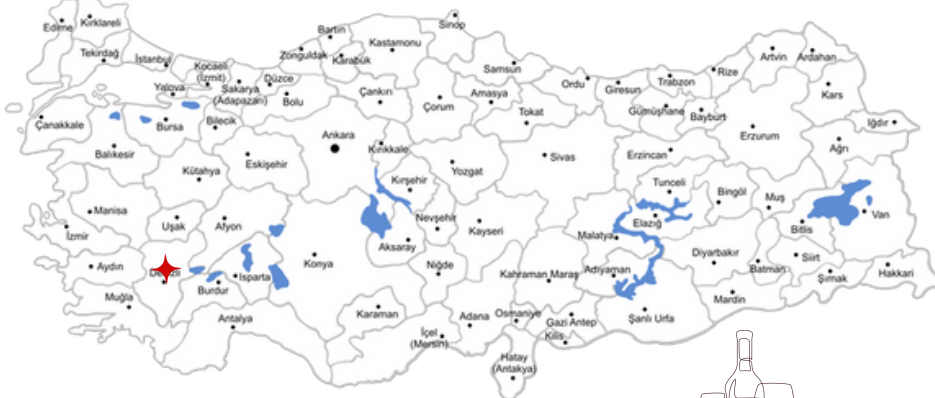 Edirne
Kırklareli
Tekirdağ
İstanbul
Kocaeli
(İzmit)
Yalova
Sakarya
(Adapazarı)
Düzce
Bolu
Zonguldak
Bartın
Karabük
Kastamonu
Sinop
Çankırı
Samsun
Çorum
Amasya
Tokat
Ordu
Giresun
Trabzon
Rize
Artvin
Ardahan
Kars
Gümüşhane
Bayburt
Erzurum
Iğdır
Ağrı
Çanakkale
Bursa
Bilecik
Balıkesir
Kütahya
Eskişehir
Ankara
Kırıkkale
Yozgat
Sivas
Erzincan
Tunceli
Bingöl
Muş
Bitlis
Van
Manisa
İzmir
Uşak
Afyon
Kırşehir
Nevşehir
Kayseri
Aksaray
Malatya
Elazığ
Diyarbakır
Batman
Siirt
Şırnak
Hakkari
Aydın
Muğla
Burdur
Isparta
Konya
Niğde
Kahraman Maraş
Adıyaman
Mardin
Şanlı Urfa
Antalya
Karaman
İçel
(Mersin)
Adana
Osmaniye
Gazi Antep
Kilis
Hatay
(Antakya)